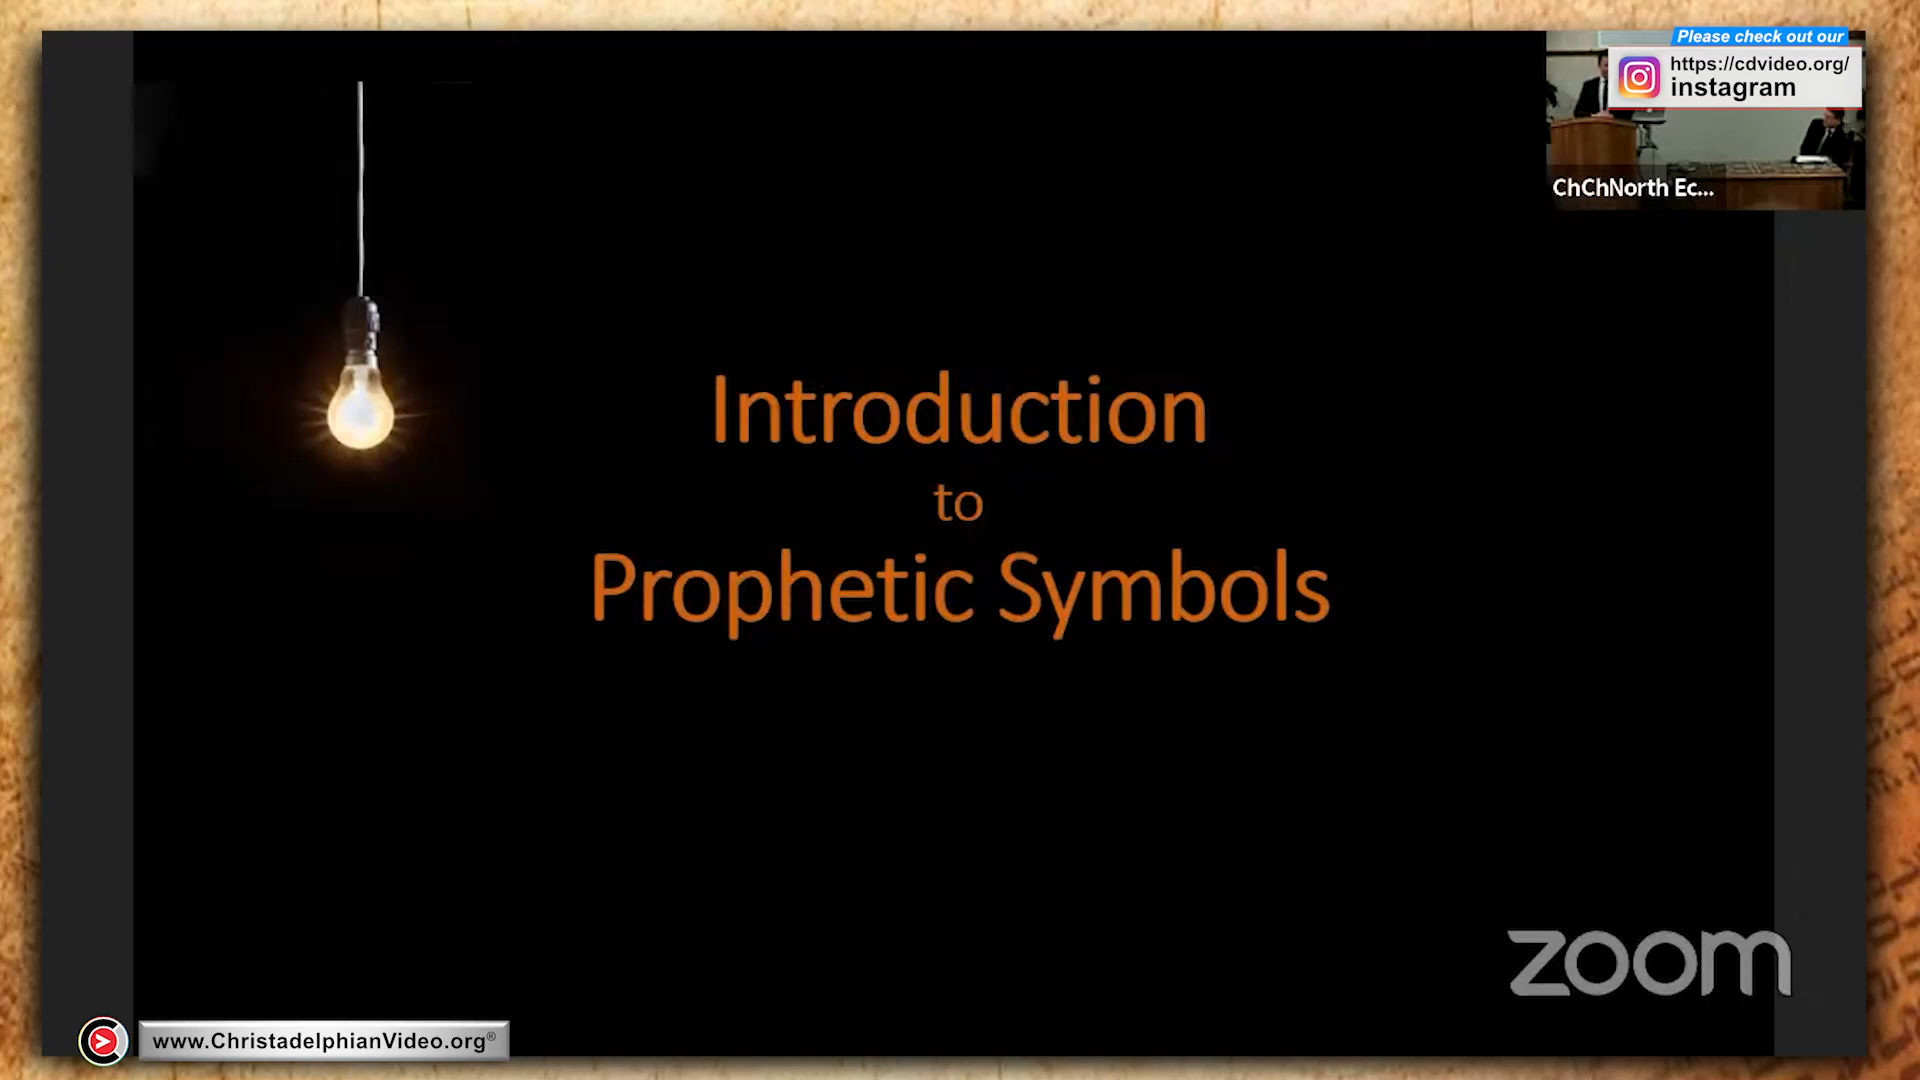 Please check out our
https://cdvideo.org/
instagram
ChChNorth Ec...
Introduction
to
Prophetic Symbols
zoom
www.ChristadelphianVideo.org®